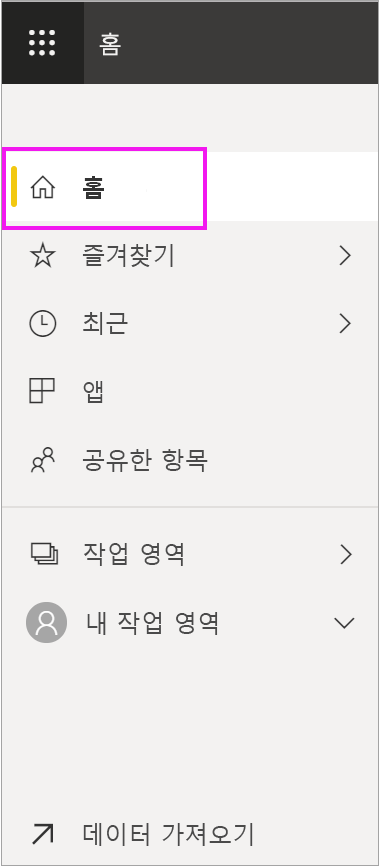 홈
홈
즐겨찾기
최근
앱
공유한 항목
작업 영역
내 작업 영역
데이터 가져오기